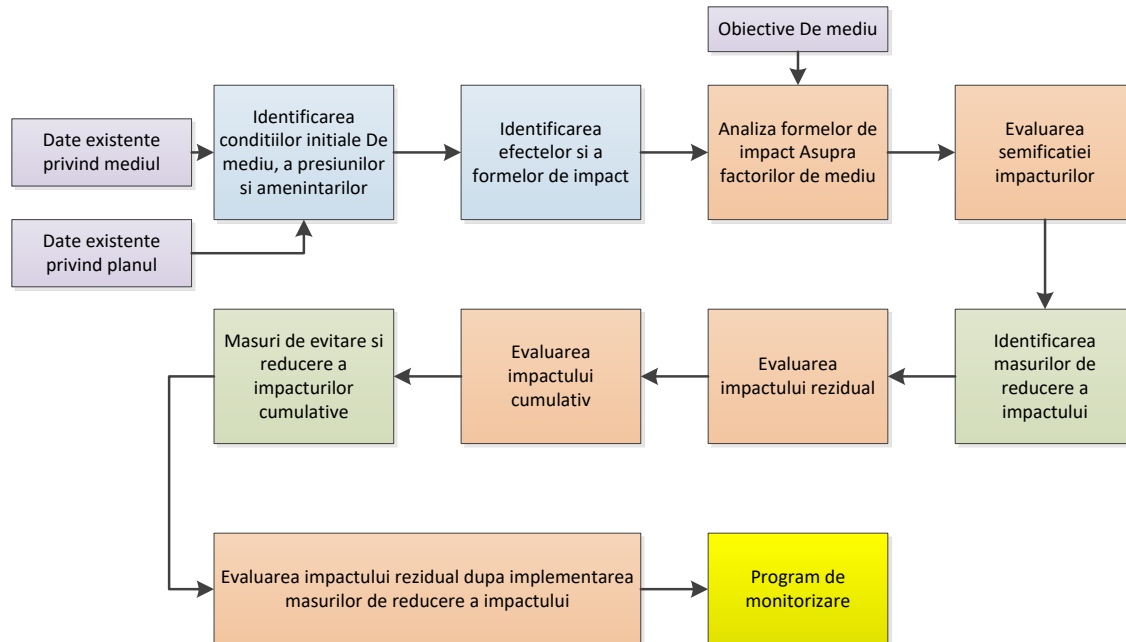 Obiective De mediu
Date existente
privind mediul
Identificarea
conditiilor initiale De
mediu, a presiunilor
si amenintarilor
Identificarea
efectelor si a
formelor de impact
Analiza formelor de
impact Asupra
factorilor de mediu
Evaluarea
semificatiei
impacturilor
Date existente
privind planul
Masuri de evitare si
reducere a
impacturilor
cumulative
Evaluarea
impactului
cumulativ
Evaluarea
impactului rezidual
Identificarea
masurilor de
reducere a
impactului
Evaluarea impactului rezidual dupa implementarea
masurilor de reducere a impactului
Program de
monitorizare